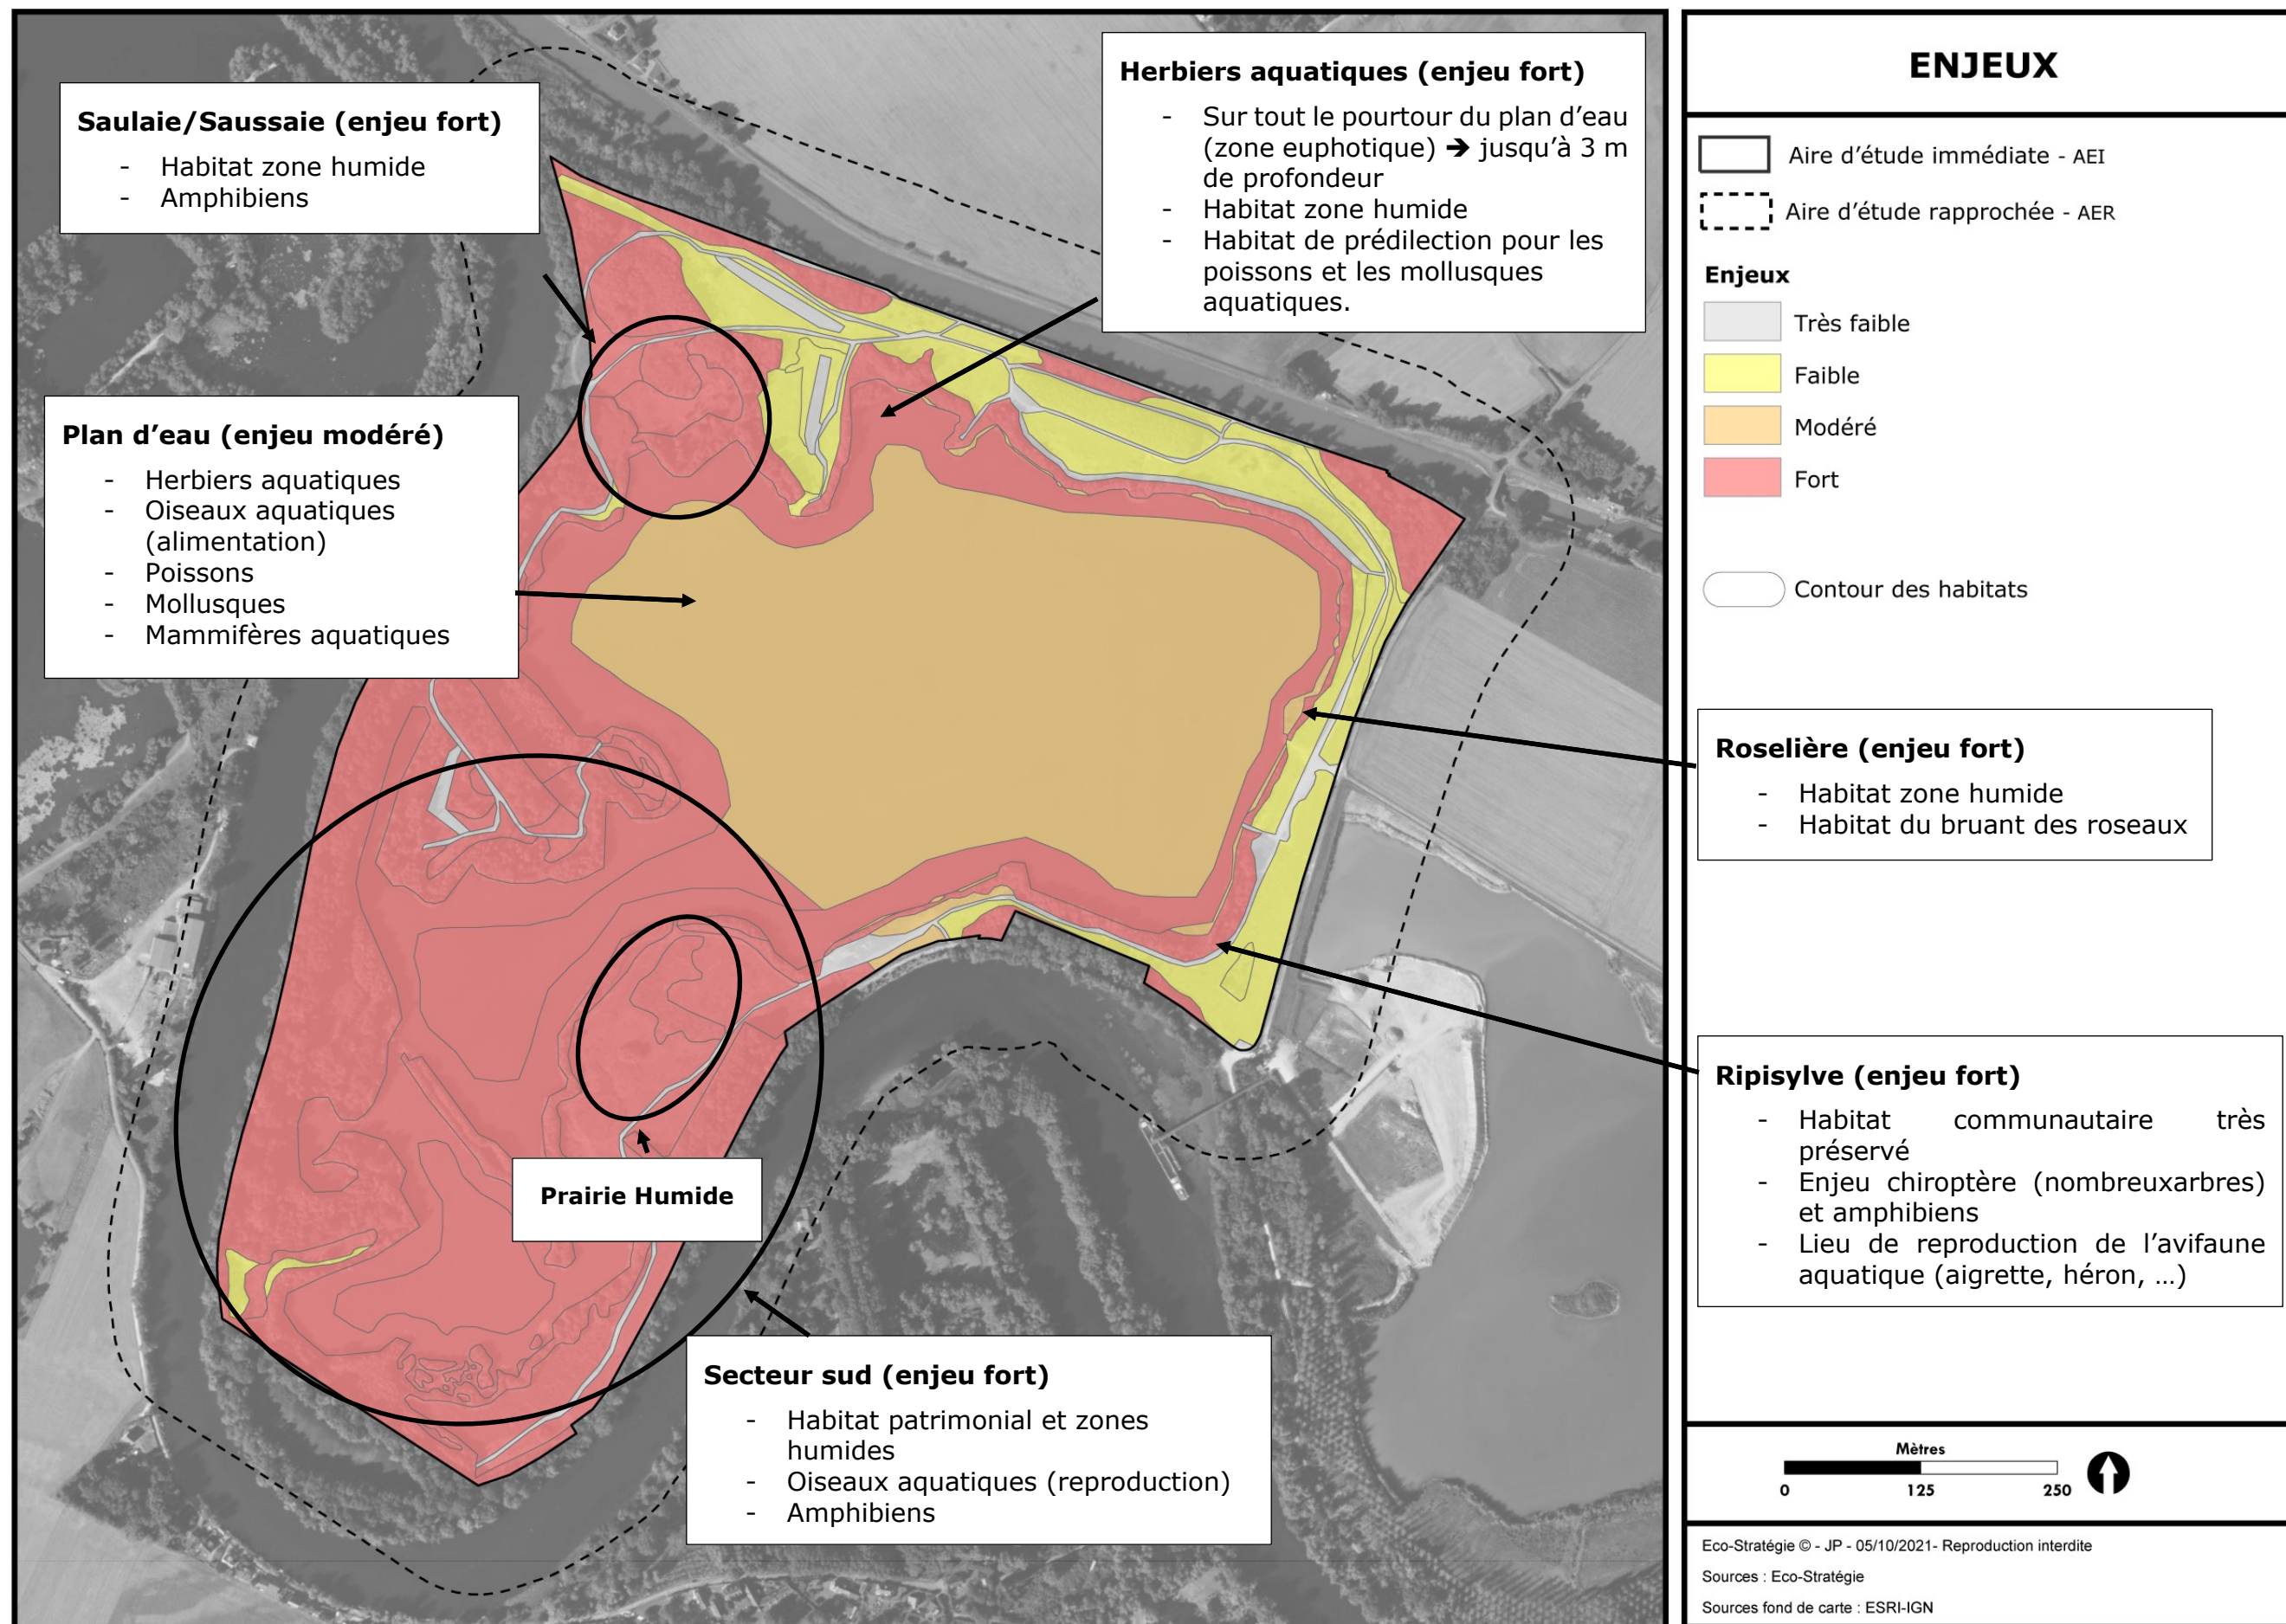 Saulaie/Saussaie (enjeu fort)
- Habitat zone humide
- Amphibiens
Herbiers aquatiques (enjeu fort)
- Sur tout le pourtour du plan d’eau
(zone euphotique) ➔ jusqu’à 3 m
de profondeur
- Habitat zone humide
- Habitat de prédilection pour les
poissons et les mollusques
aquatiques.
Plan d’eau (enjeu modéré)
- Herbiers aquatiques
- Oiseaux aquatiques
(alimentation)
- Poissons
- Mollusques
- Mammifères aquatiques
Prairie Humide
Secteur sud (enjeu fort)
- Habitat patrimonial et zones
humides
- Oiseaux aquatiques (reproduction)
- Amphibiens
ENJEUX
Aire d'étude immédiate - AEI
Aire d'étude rapprochée - AER
Enjeux
Très faible
Faible
Modéré
Fort
Contour des habitats
Roselière (enjeu fort)
- Habitat zone humide
- Habitat du bruant des roseaux
Ripisylve (enjeu fort)
- Habitat communautaire très
préservé
- Enjeu chiroptère (nombreuxarbres)
et amphibiens
- Lieu de reproduction de l’avifaune
aquatique (aigrette, héron, …)
Mètres
0 125 250
Eco-Stratégie © - JP - 05/10/2021- Reproduction interdite
Sources : Eco-Stratégie
Sources fond de carte : ESRI-IGN